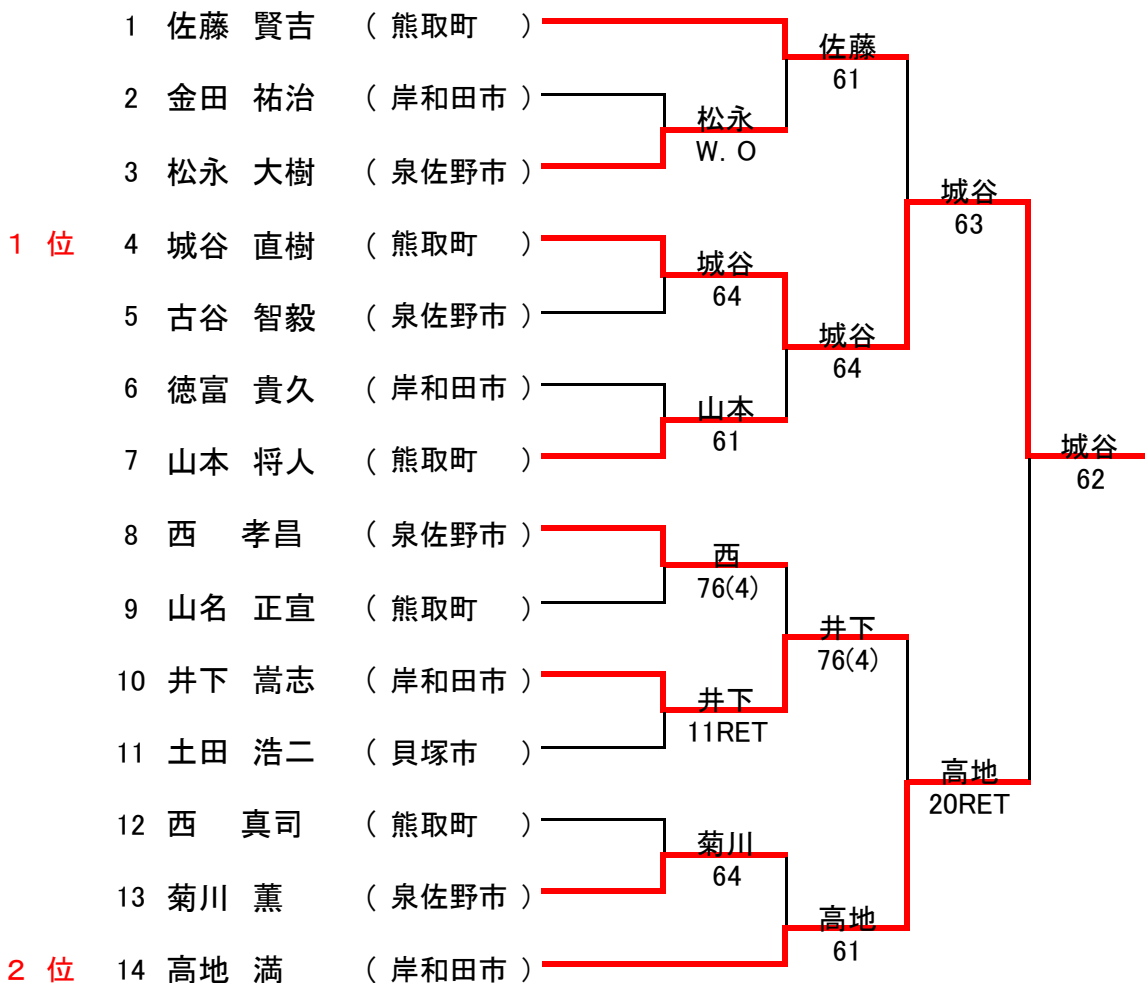 1 佐藤 賢吉 ( 熊取町 )
佐藤
61
2 金田 祐治 ( 岸和田市 )
松永
W. O
3 松永 大樹 ( 泉佐野市 )
城谷
63
1 位 4 城谷 直樹 ( 熊取町 )
城谷
64
5 古谷 智毅 ( 泉佐野市 )
城谷
64
6 徳富 貴久 ( 岸和田市 )
山本
61
7 山本 将人 ( 熊取町 )
城谷
62
8 西 孝昌 ( 泉佐野市 )
西
76(4)
9 山名 正宣 ( 熊取町 )
井下
76(4)
10 井下 嵩志 ( 岸和田市 )
井下
11RET
11 土田 浩二 ( 貝塚市 )
高地
20RET
12 西 真司 ( 熊取町 )
菊川
64
13 菊川 薫 ( 泉佐野市 )
高地
61
2 位 14 高地 満 ( 岸和田市 )